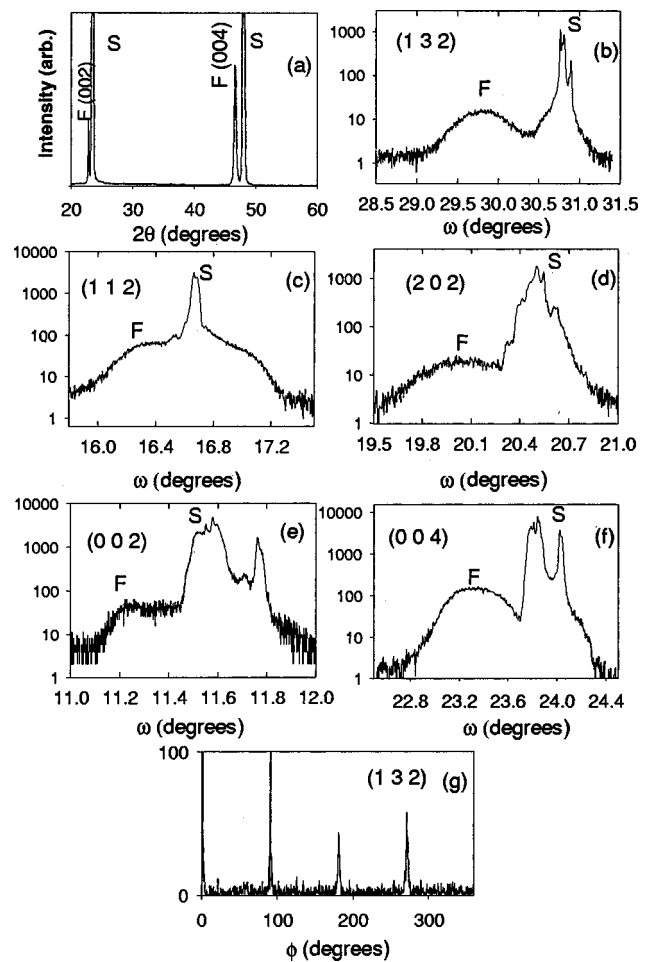 Intensity (arb.)
F (002)
S
F (004)
S
(a)
20 30 40 50 60
2θ (degrees)
1000
100
10
1
(1 3 2)
S
(b)
F
28.5 29.0 29.5 30.0 30.5 31.0 31.5
ω (degrees)
10000
1000
100
10
1
(1 1 2)
S
(c)
F
16.0 16.4 16.8 17.2
ω (degrees)
1000
100
10
1
(2 0 2)
S
(d)
F
19.5 19.8 20.1 20.4 20.7 21.0
ω (degrees)
10000
1000
100
10
1
(0 0 2)
S
(e)
F
11.0 11.2 11.4 11.6 11.8 12.0
ω (degrees)
10000
1000
100
10
1
(0 0 4)
S
(f)
F
22.8 23.2 23.6 24.0 24.4
ω (degrees)
100
0
(1 3 2)
(g)
0 100 200 300
ϕ (degrees)